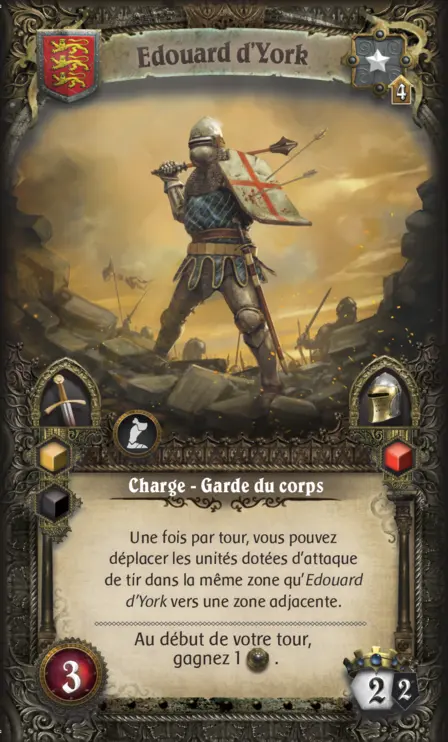 Edouard d'York
4
Charge - Garde du corps
Une fois par tour, vous pouvez
déplacer les unités dotées d'attaque
de tir dans la même zone qu'Edouard
d'York vers une zone adjacente.
Au début de votre tour,
gagnez 1 .
3
2 2